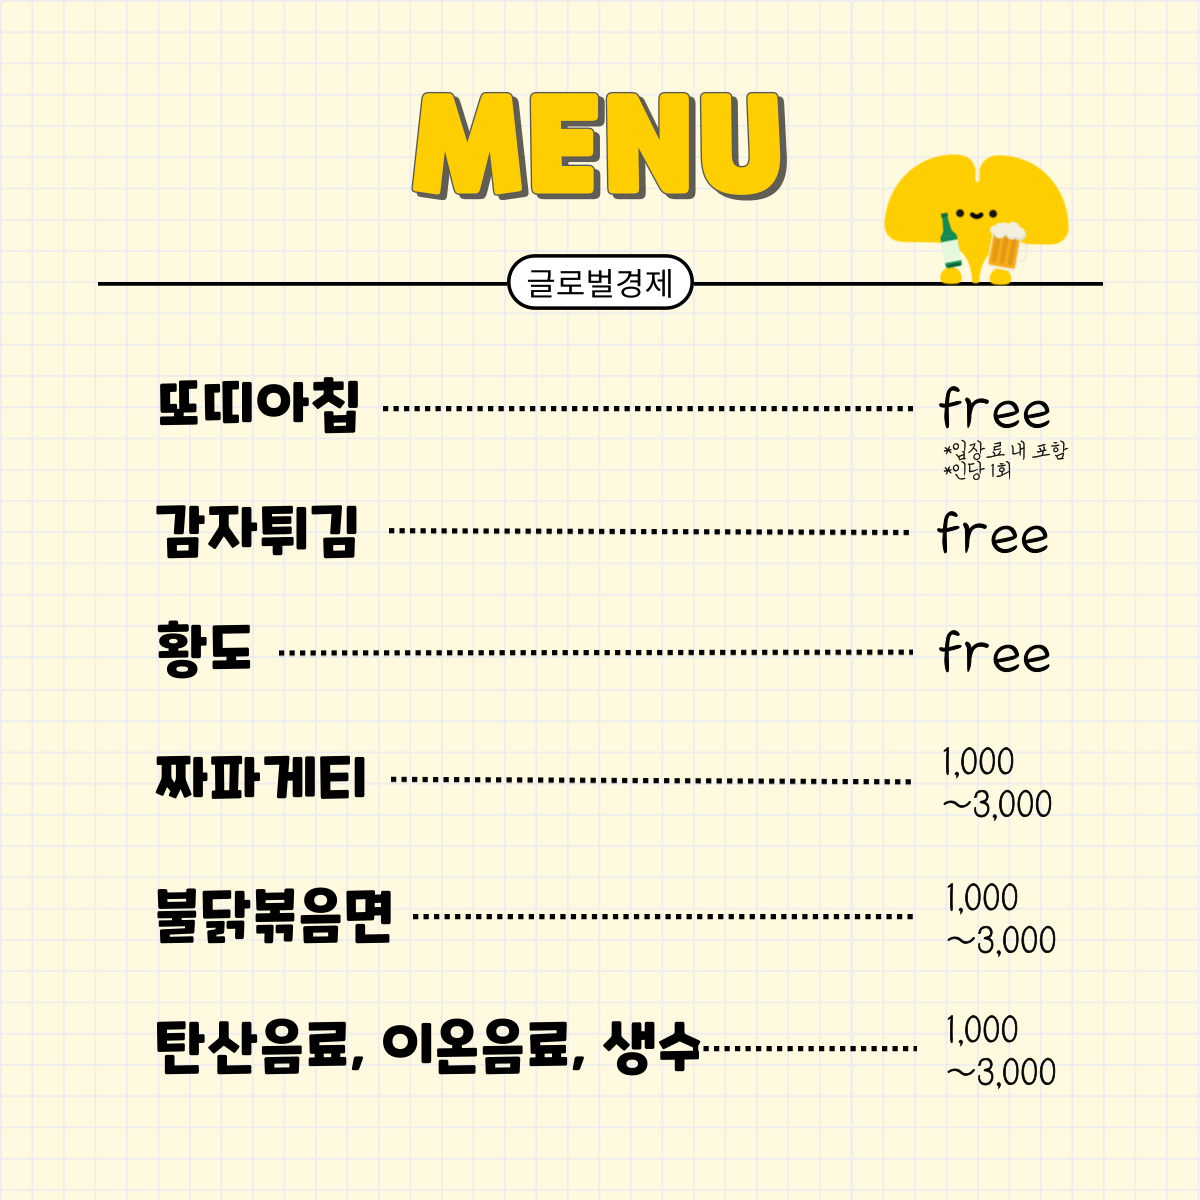 MENU
글로벌경제
또띠아칩 free
*입장료 내 포함
*인당 1회
감자튀김 free
황도 free
짜파게티 1,000
~3,000
불닭볶음면 1,000
~3,000
탄산음료, 이온음료, 생수 1,000
~3,000